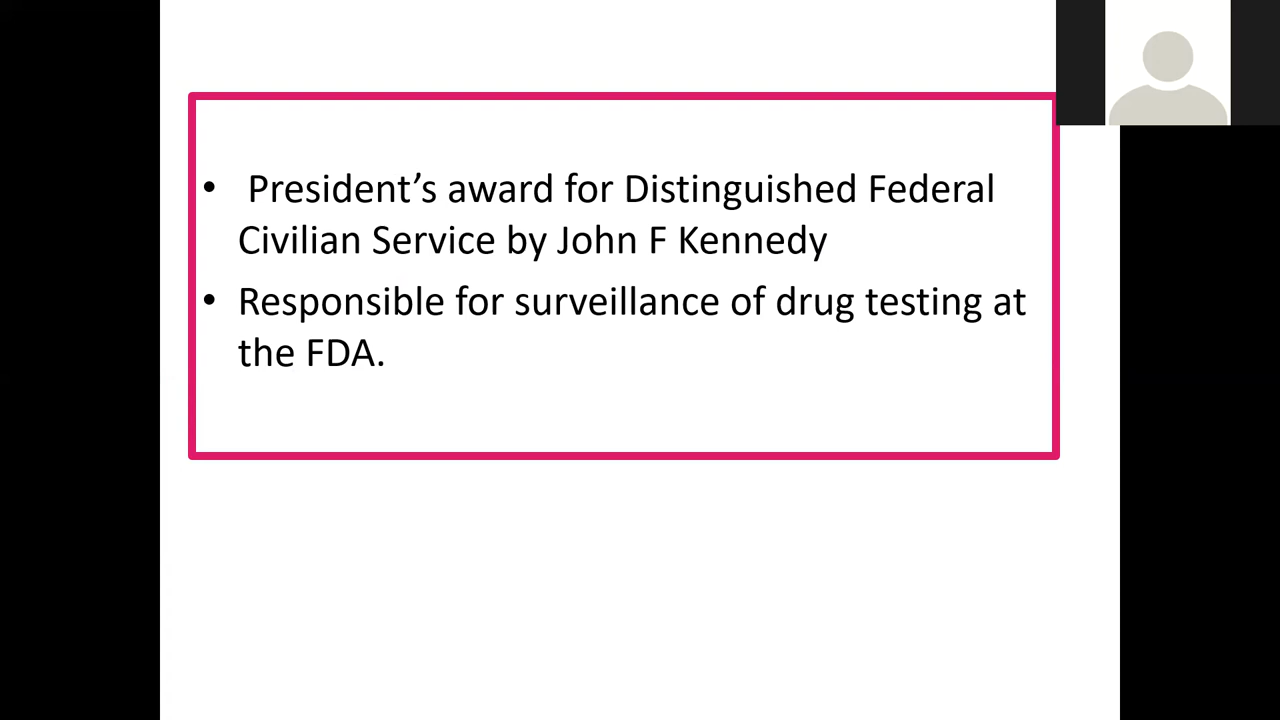 • President’s award for Distinguished Federal
Civilian Service by John F Kennedy
• Responsible for surveillance of drug testing at
the FDA.